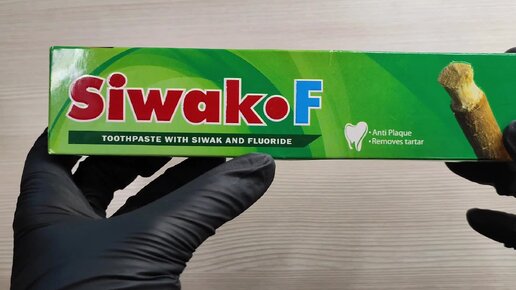 Siwak•F
TOOTHPASTE WITH SIWAK AND FLUORIDE
• Anti Plaque
• Removes tartar